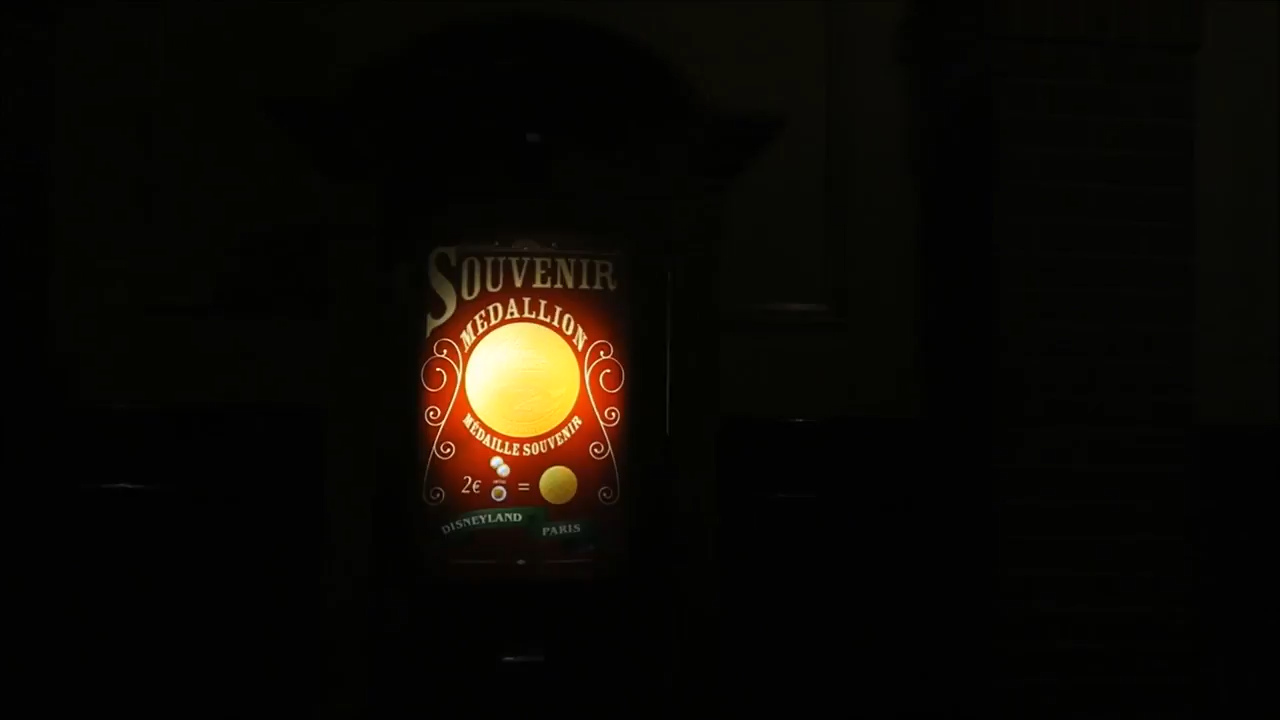 SOUVENIR
MEDALLION
MÉDAILLE SOUVENIR
2€ =
DISNEYLAND PARIS